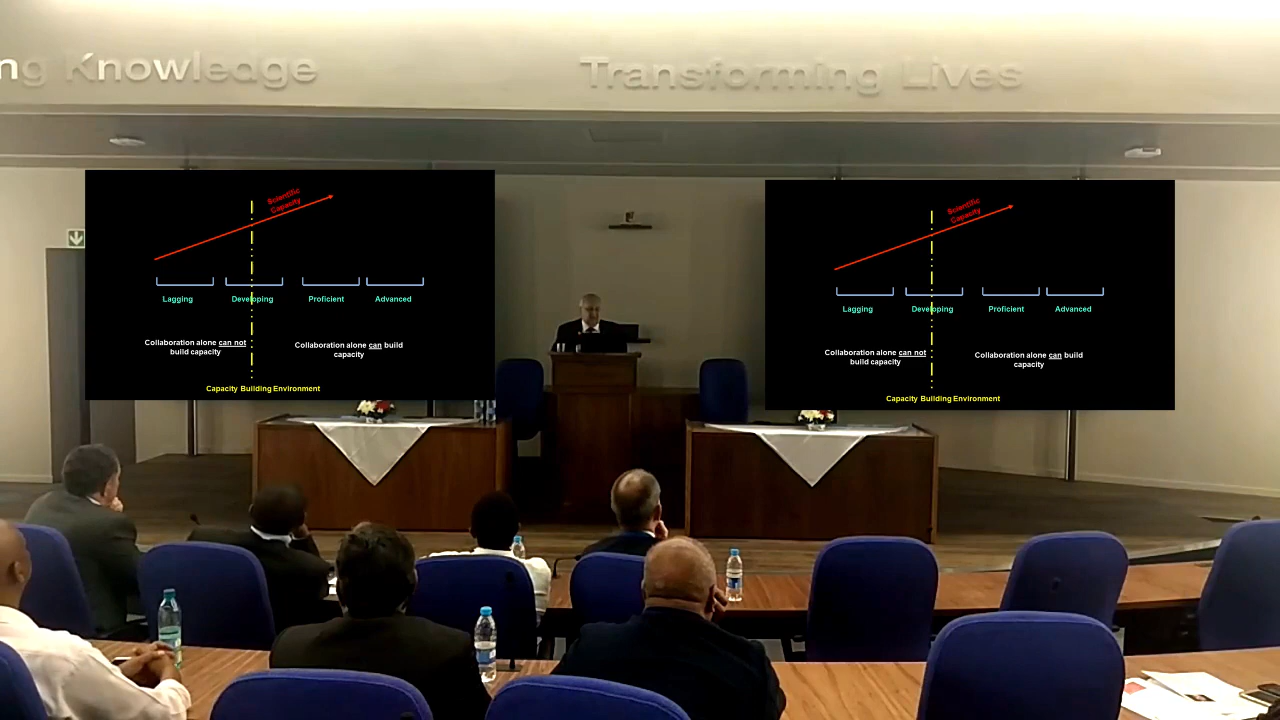 ng Knowledge
Transforming Lives
Scientific
Capacity
Lagging Developing Proficient Advanced
Collaboration alone can not
build capacity
Collaboration alone can build
capacity
Capacity Building Environment
Scientific
Capacity
Lagging Developing Proficient Advanced
Collaboration alone can not
build capacity
Collaboration alone can build
capacity
Capacity Building Environment